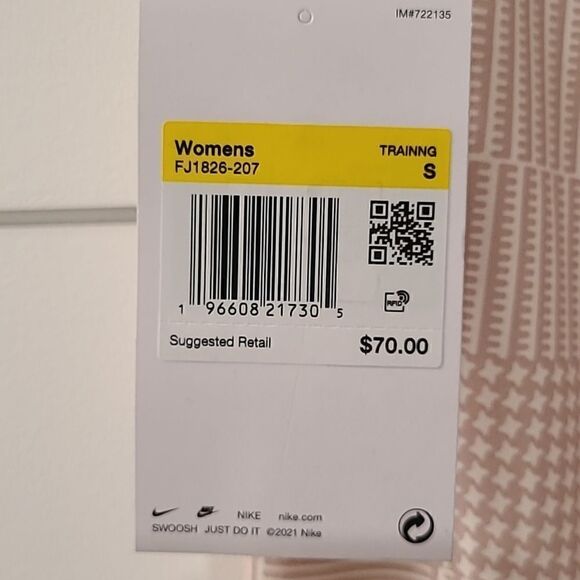 IM#722135
Womens TRAINNG
FJ1826-207 S
1 96608 21730 5
RFID
Suggested Retail $70.00
NIKE nike.com
SWOOSH JUST DO IT ©2021 Nike